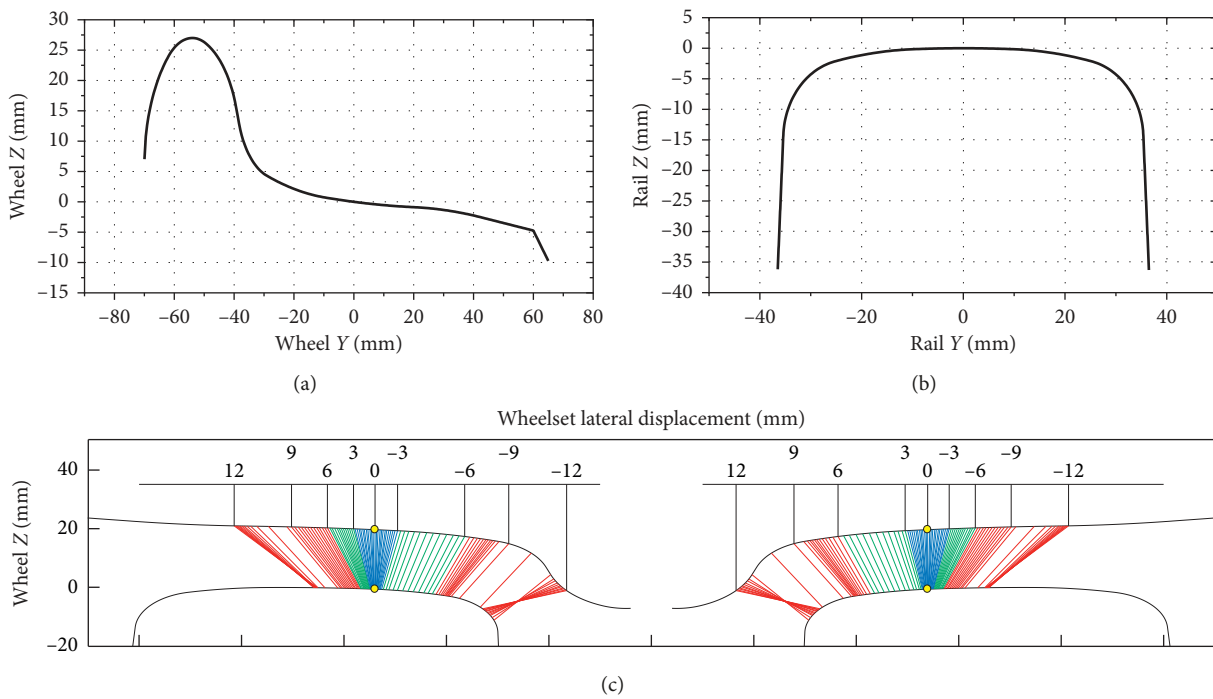 30
25
20
15
10
5
0
–5
–10
–15
Wheel Z (mm)
–80 –60 –40 –20 0 20 40 60 80
Wheel Y (mm)
(a)
5
0
–5
–10
–15
–20
–25
–30
–35
–40
Rail Z (mm)
–40 –20 0 20 40
Rail Y (mm)
(b)
Wheelset lateral displacement (mm)
9 3 –3 –9 9 3 –3 –9
12 6 0 –6 –12 12 6 0 –6 –12
40
20
0
–20
Wheel Z (mm)
(c)